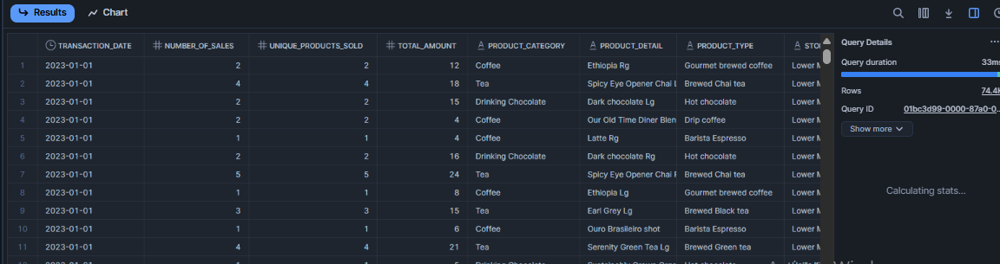 Results Chart
TRANSACTION_DATE NUMBER_OF_SALES UNIQUE_PRODUCTS_SOLD TOTAL_AMOUNT PRODUCT_CATEGORY PRODUCT_DETAIL PRODUCT_TYPE STO
1 2023-01-01 2 2 12 Coffee Ethiopia Rg Gourmet brewed coffee Lower M
2 2023-01-01 4 4 18 Tea Spicy Eye Opener Chai L Brewed Chai tea Lower M
3 2023-01-01 2 2 15 Drinking Chocolate Dark chocolate Lg Hot chocolate Lower M
4 2023-01-01 2 2 4 Coffee Our Old Time Diner Blen Drip coffee Lower M
5 2023-01-01 1 1 4 Coffee Latte Rg Barista Espresso Lower M
6 2023-01-01 2 2 16 Drinking Chocolate Dark chocolate Rg Hot chocolate Lower M
7 2023-01-01 5 5 24 Tea Spicy Eye Opener Chai Brewed Chai tea Lower M
8 2023-01-01 1 1 8 Coffee Ethiopia Lg Gourmet brewed coffee Lower M
9 2023-01-01 3 3 15 Tea Earl Grey Lg Brewed Black tea Lower M
10 2023-01-01 1 1 6 Coffee Ouro Brasileiro shot Barista Espresso Lower M
11 2023-01-01 4 4 21 Tea Serenity Green Tea Lg Brewed Green tea Lower M
Query Details ...
Query duration 33ms
Rows 74.4K
Query ID 01bc3d99-0000-87a0-0...
Show more
Calculating stats...